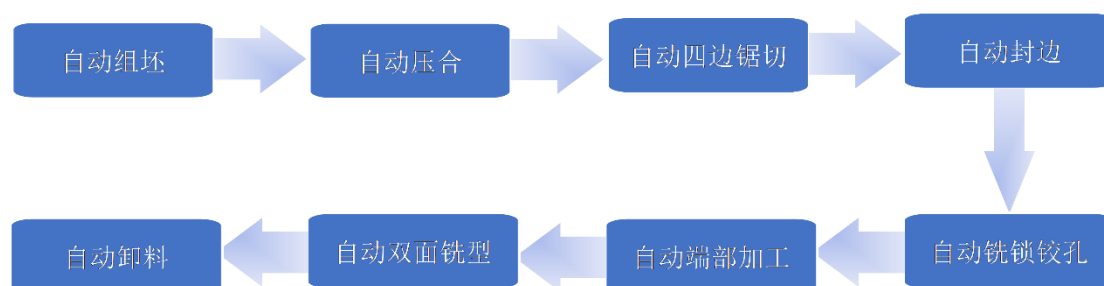 自动组坯
自动压合
自动四边锯切
自动封边
自动铣锁铰孔
自动端部加工
自动双面铣型
自动卸料